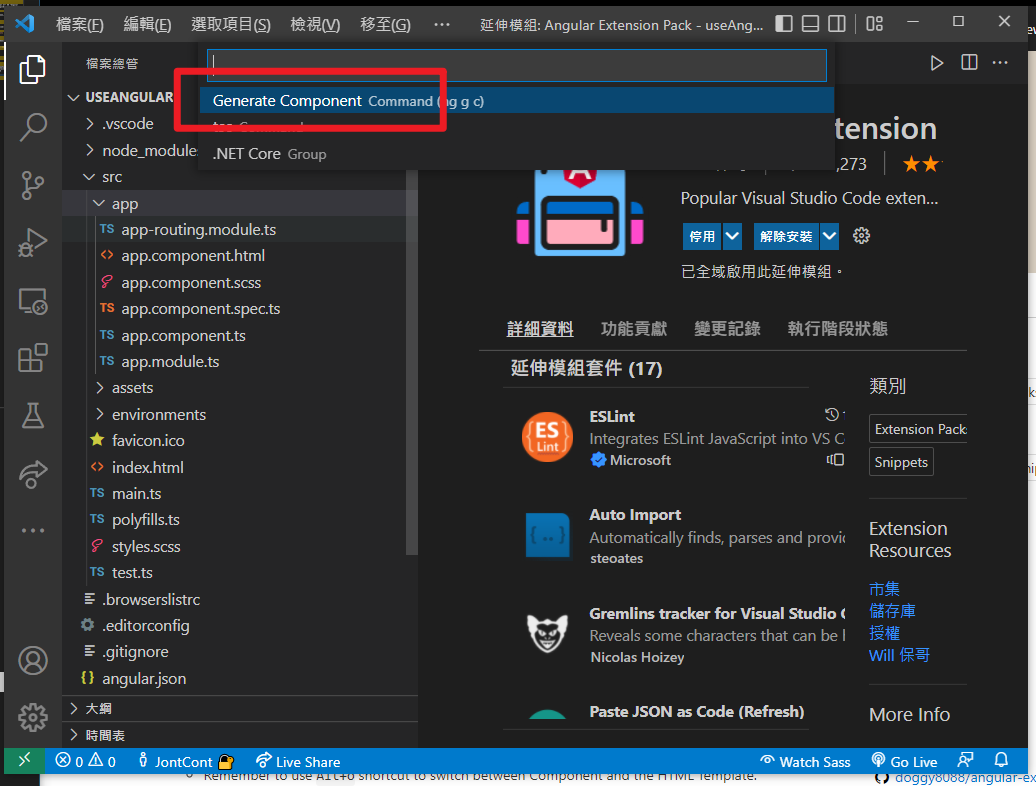 檔案(F) 編輯(E) 選取項目(S) 檢視(V) 移至(G) ··· 延伸模組: Angular Extension Pack - useAng...
檔案總管
Generate Component Command (ng g c)
.NET Core Group
USEANGULAR
.vscode
node_module
src
app
app-routing.module.ts
app.component.html
app.component.scss
app.component.spec.ts
app.component.ts
app.module.ts
assets
environments
favicon.ico
index.html
main.ts
polyfills.ts
styles.scss
test.ts
.browserslistrc
.editorconfig
.gitignore
angular.json
大綱
時間表
tension
,273
Popular Visual Studio Code exten...
停用 解除安裝
已全域啟用此延伸模組。
詳細資料 功能貢獻 變更記錄 執行階段狀態
延伸模組套件 (17)
ESLint
Integrates ESLint JavaScript into VS C
Microsoft
Auto Import
Automatically finds, parses and provi
steoates
Gremlins tracker for Visual Studio
Reveals some characters that can be
Nicolas Hoizey
Paste JSON as Code (Refresh)
類別
Extension Packs
Snippets
Extension
Resources
市集
儲存庫
授權
Will 保哥
More Info
0 0 JontCont Live Share Watch Sass Go Live
Remember to use Alt+O shortcut to switch between Component and the HTML Template.
doggy8088/angular-ex